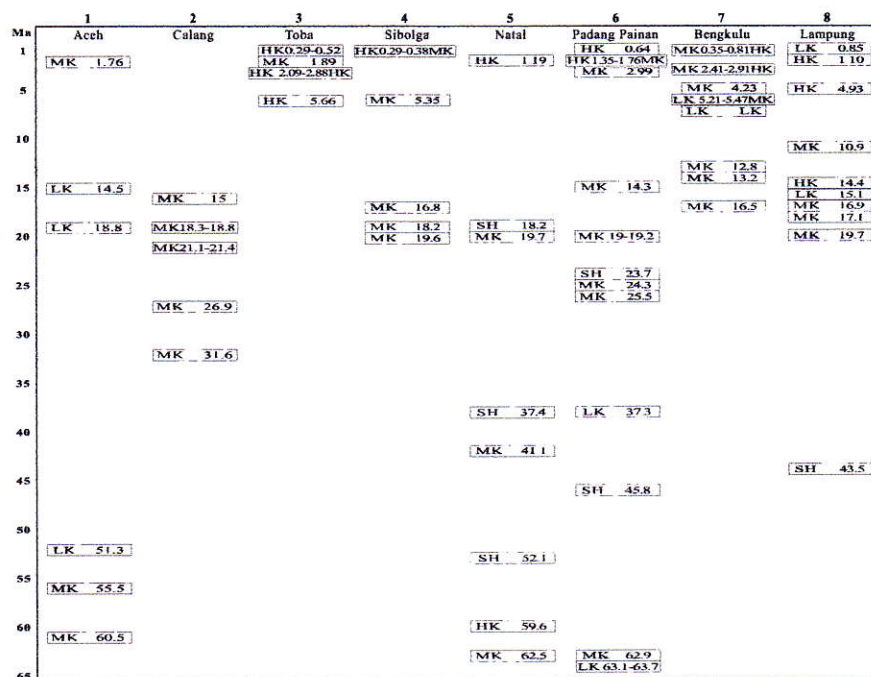 1 2 3 4 5 6 7 8
Ma Aceh Calang Toba Sibolga Natal Padang Painan Bengkulu Lampung
HK0.29-0.52 HK0.29-0.38MK HK 0.64 MK0.35-0.81HK LK 0.85
1 MK 1.76 MK 1.89 HK 1.19 HK1.35-1.76MK HK 1.10
HK 2.09-2.88HK MK 2.99 MK 2.41-2.91HK
5 MK 4.23 HK 4.93
HK 5.66 MK 5.35 LK 5.21-5.47MK
LK LK
10 MK 10.9
MK 12.8
MK 13.2
15 LK 14.5 MK 15 MK 14.3 HK 14.4
LK 15.1
MK 16.8 MK 16.5 MK 16.9
MK 17.1
LK 18.8 MK18.3-18.8 MK 18.2 SH 18.2
20 MK21.1-21.4 MK 19.6 MK 19.7 MK 19-19.2 MK 19.7
SH 23.7
25 MK 24.3
MK 26.9 MK 25.5
30 MK 31.6
35 SH 37.4 LK 37.3
40 MK 41.1
45 SH 45.8 SH 43.5
50 LK 51.3 SH 52.1
55 MK 55.5
60 MK 60.5 HK 59.6
MK 62.5 MK 62.9
LK 63.1-63.7
65